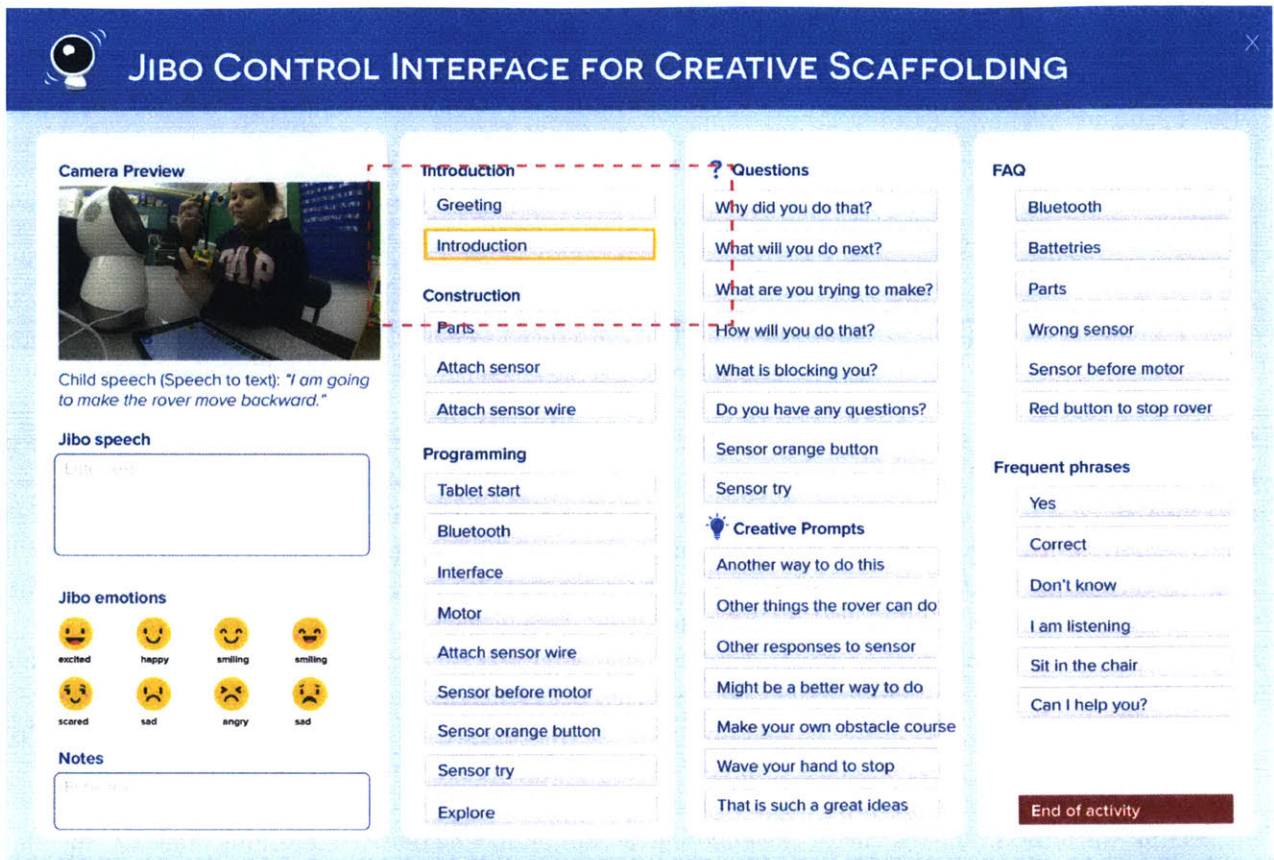 JIBO CONTROL INTERFACE FOR CREATIVE SCAFFOLDING
X
Camera Preview
Child speech (Speech to text): "I am going
to make the rover move backward."
Jibo speech
Jibo emotions
excited
happy
smiling
smiling
scared
sad
angry
sad
Notes
Introduction
Greeting
Introduction
Construction
Parts
Attach sensor
Attach sensor wire
Programming
Tablet start
Bluetooth
Interface
Motor
Attach sensor wire
Sensor before motor
Sensor orange button
Sensor try
Explore
? Questions
Why did you do that?
What will you do next?
What are you trying to make?
How will you do that?
What is blocking you?
Do you have any questions?
Sensor orange button
Sensor try
Creative Prompts
Another way to do this
Other things the rover can do
Other responses to sensor
Might be a better way to do
Make your own obstacle course
Wave your hand to stop
That is such a great ideas
FAQ
Bluetooth
Battetries
Parts
Wrong sensor
Sensor before motor
Red button to stop rover
Frequent phrases
Yes
Correct
Don't know
I am listening
Sit in the chair
Can I help you?
End of activity